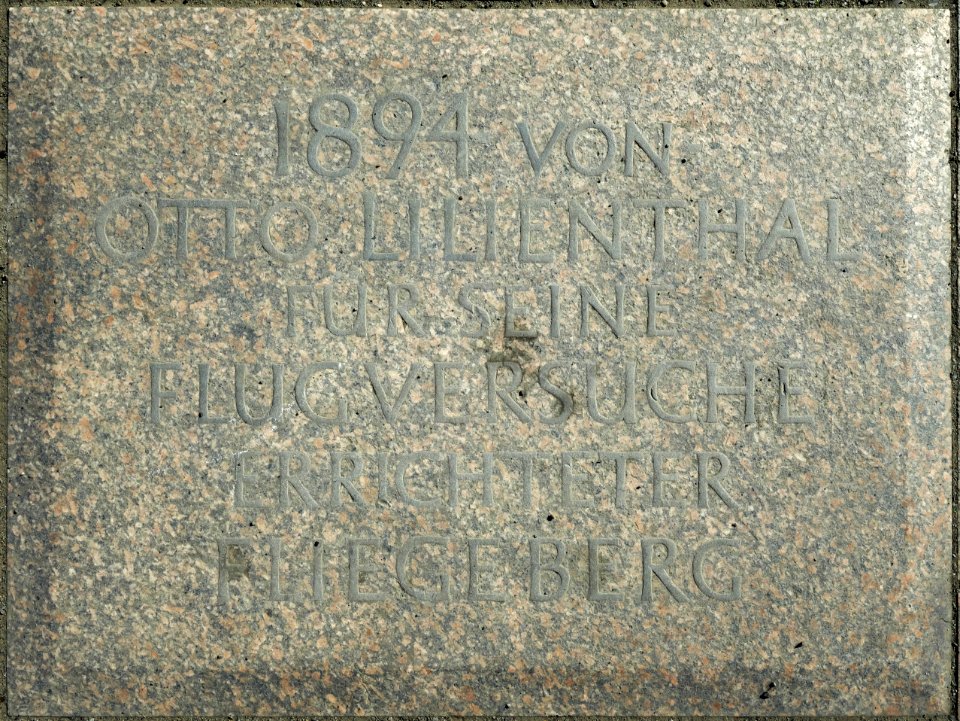 1894 VON
OTTO LILIENTHAL
FÜR SEINE
FLUGVERSUCHE
ERRICHTETER
FLIEGEBERG